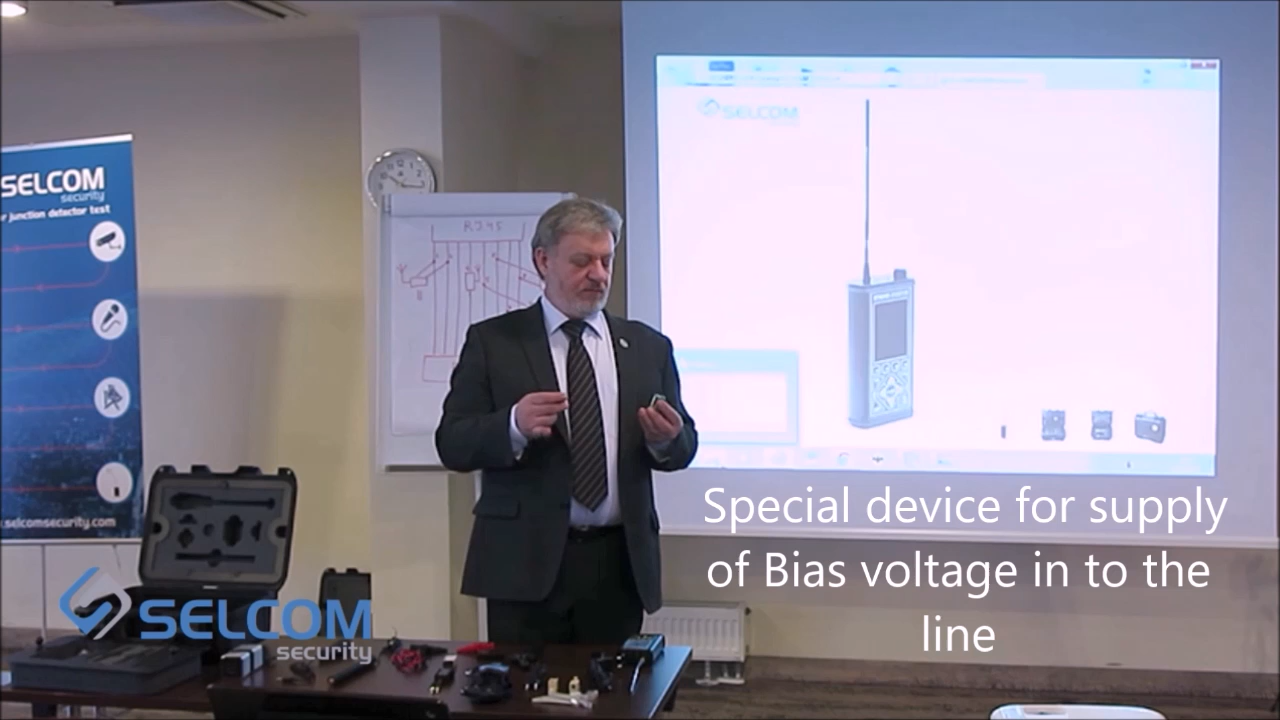 SELCOM
SELCOM
security
r junction detector test
RJ45
.selcomsecurity.com
Special device for supply
of Bias voltage in to the
line
SELCOM
security